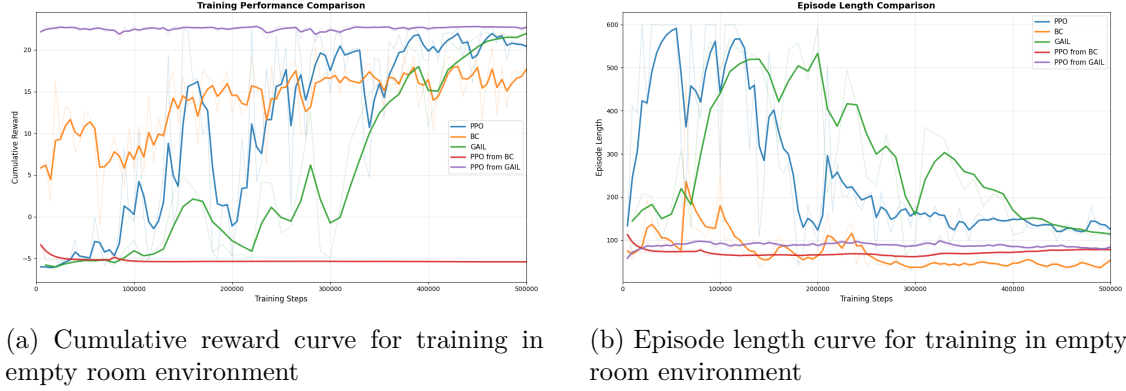 Training Performance Comparison
Cumulative Reward
20
15
10
5
0
−5
PPO
BC
GAIL
PPO from BC
PPO from GAIL
0
100000
200000
300000
400000
500000
Training Steps
(a) Cumulative reward curve for training in
empty room environment
Episode Length Comparison
Episode Length
600
500
400
300
200
100
PPO
BC
GAIL
PPO from BC
PPO from GAIL
0
100000
200000
300000
400000
500000
Training Steps
(b) Episode length curve for training in empty
room environment